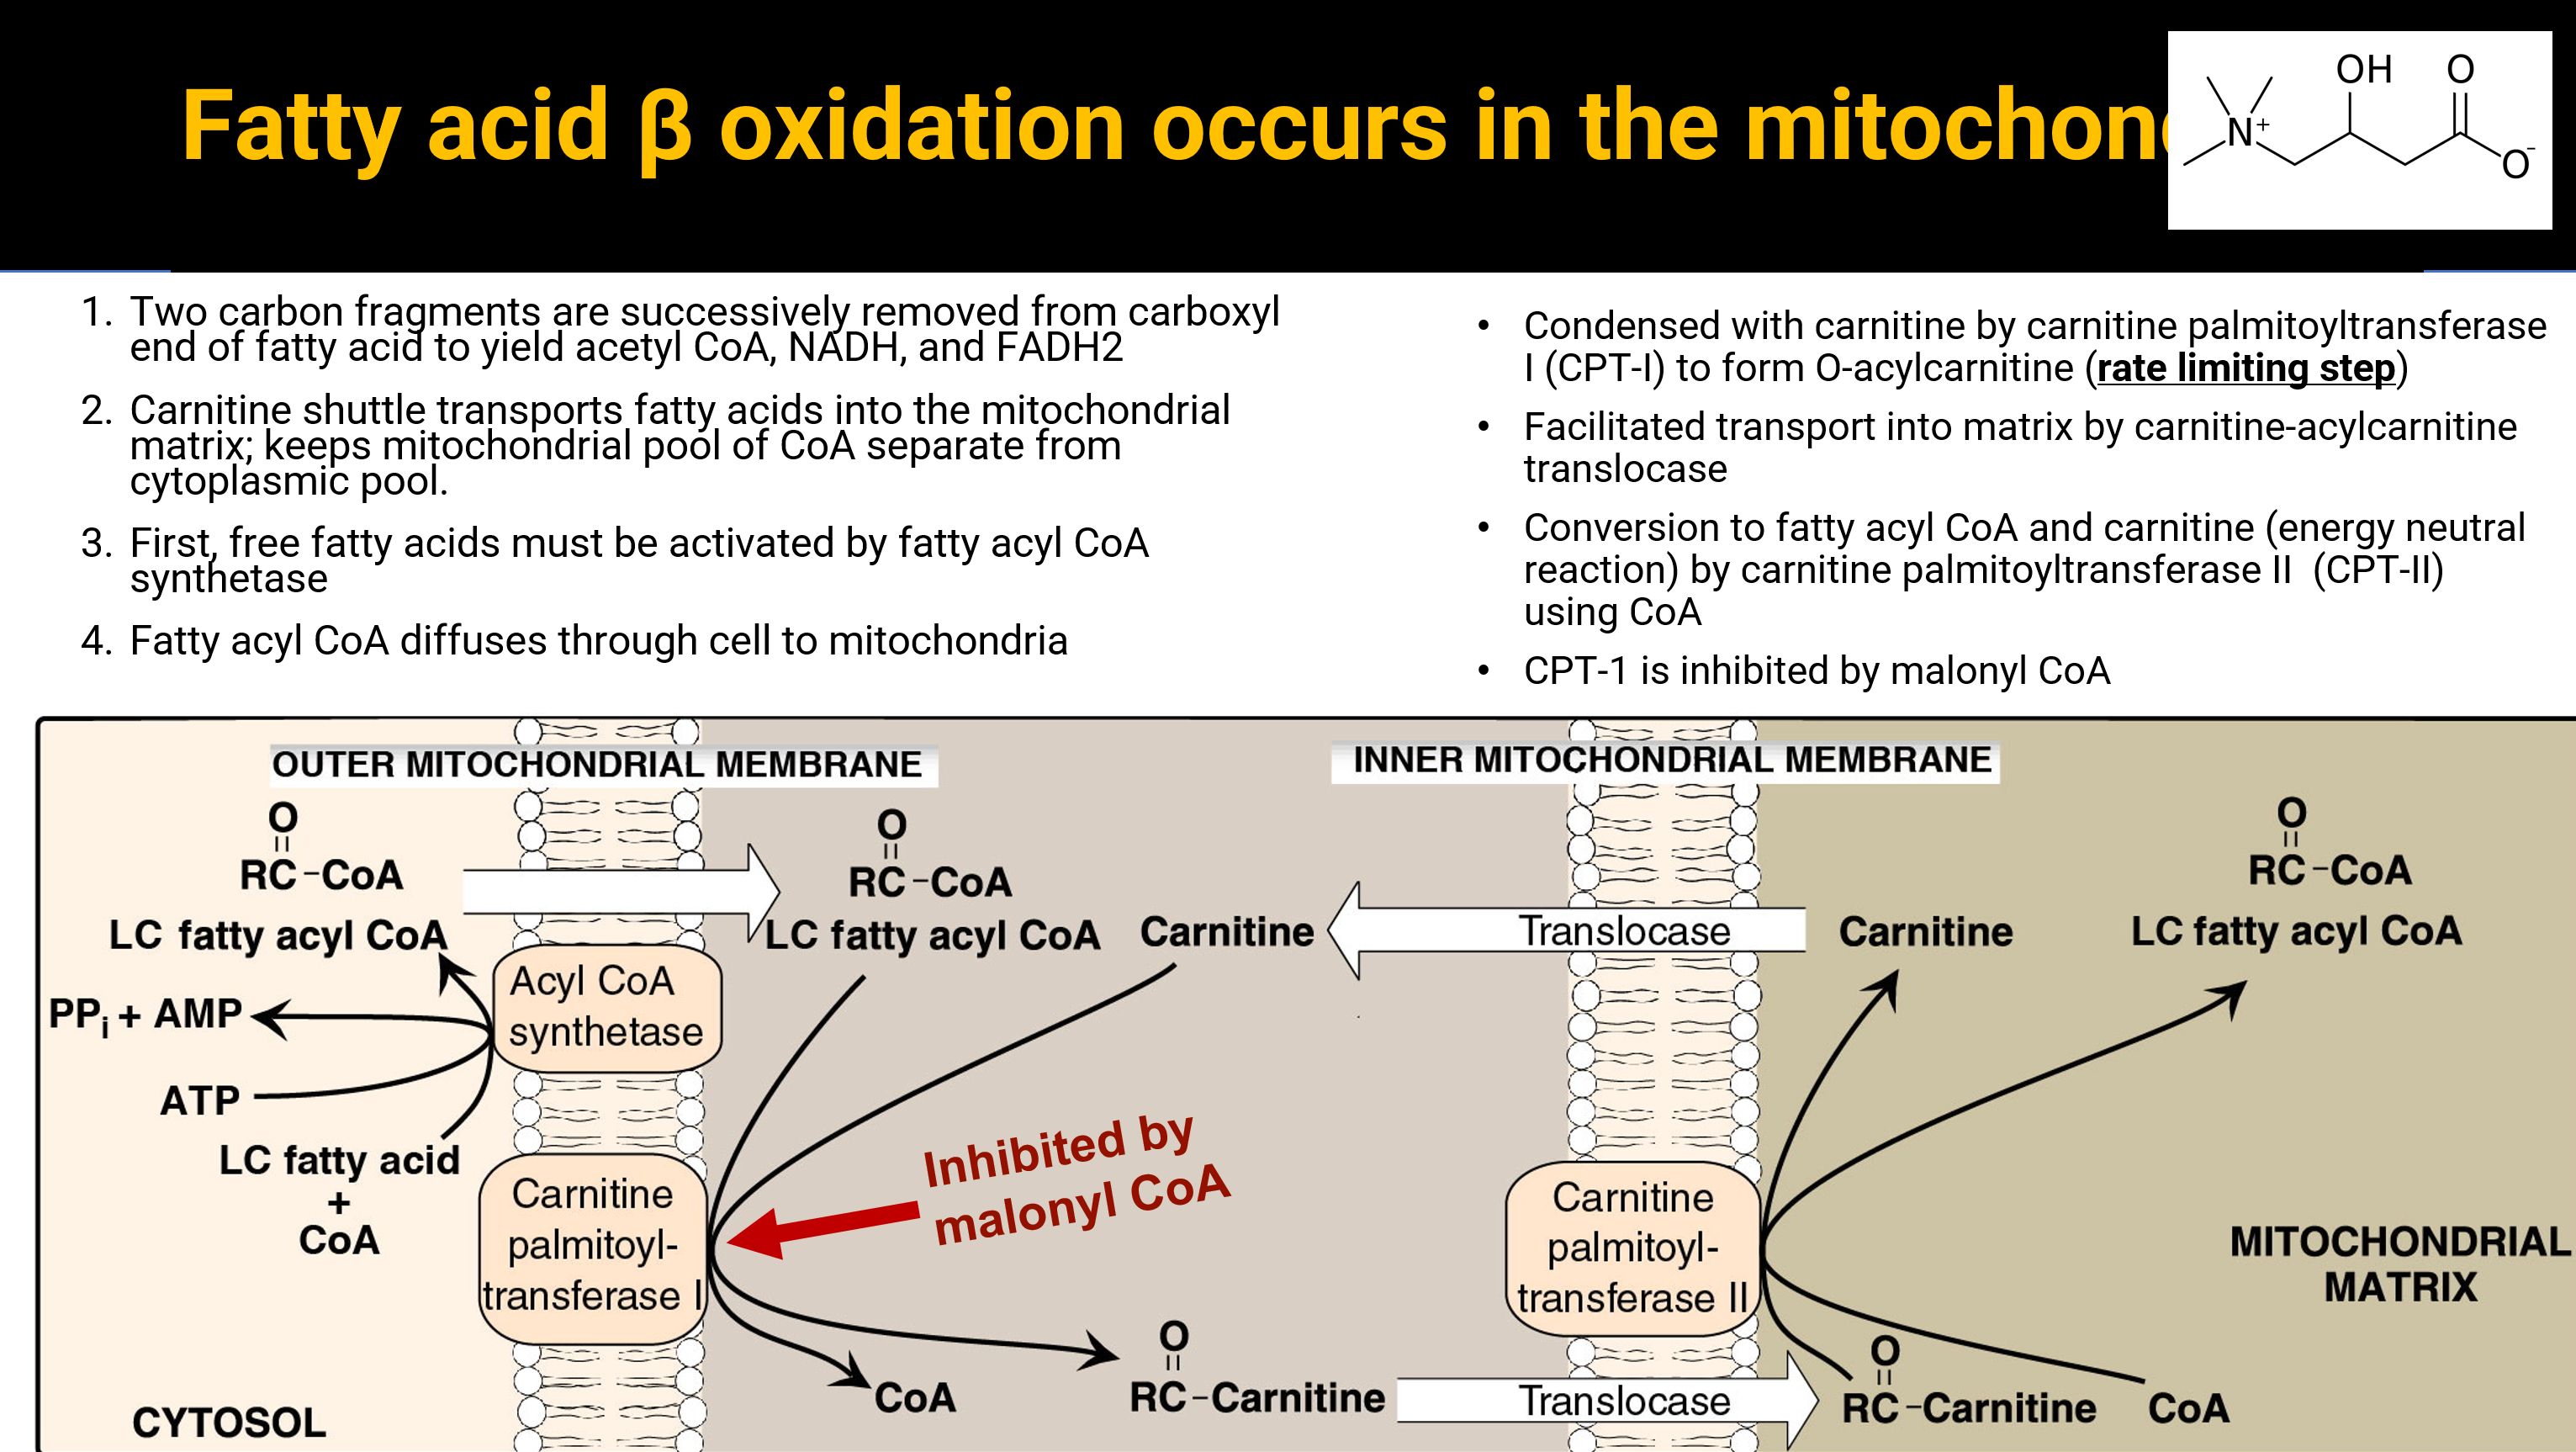 Fatty acid β oxidation occurs in the mitochon
OH O
N+
O-
1. Two carbon fragments are successively removed from carboxyl
end of fatty acid to yield acetyl CoA, NADH, and FADH2
2. Carnitine shuttle transports fatty acids into the mitochondrial
matrix; keeps mitochondrial pool of CoA separate from
cytoplasmic pool.
3. First, free fatty acids must be activated by fatty acyl CoA
synthetase
4. Fatty acyl CoA diffuses through cell to mitochondria
• Condensed with carnitine by carnitine palmitoyltransferase
I (CPT-I) to form O-acylcarnitine (rate limiting step)
• Facilitated transport into matrix by carnitine-acylcarnitine
translocase
• Conversion to fatty acyl CoA and carnitine (energy neutral
reaction) by carnitine palmitoyltransferase II (CPT-II)
using CoA
• CPT-1 is inhibited by malonyl CoA
OUTER MITOCHONDRIAL MEMBRANE
INNER MITOCHONDRIAL MEMBRANE
O
RC-CoA
LC fatty acyl CoA
PPi + AMP
ATP
LC fatty acid
+
CoA
CYTOSOL
Acyl CoA
synthetase
Carnitine
palmitoyl-
transferase I
O
RC-CoA
LC fatty acyl CoA
Carnitine
Inhibited by
malonyl CoA
CoA
O
RC-Carnitine
Translocase
Translocase
Carnitine
palmitoyl-
transferase II
Carnitine
O
RC-CoA
LC fatty acyl CoA
MITOCHONDRIAL
MATRIX
O
RC-Carnitine
CoA